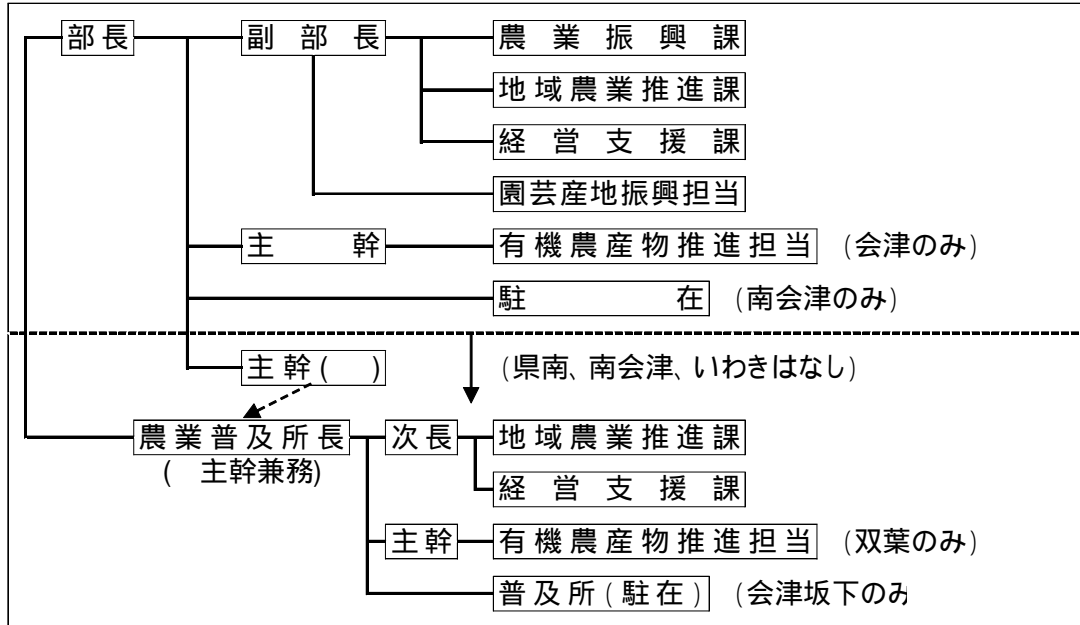 部長 副部長 農業振興課
地域農業推進課
経営支援課
園芸産地振興担当
主幹 有機農産物推進担当 (会津のみ)
駐在 (南会津のみ)
主幹( ) (県南、南会津、いわきはなし)
農業普及所長 次長 地域農業推進課
( 主幹兼務)
経営支援課
主幹 有機農産物推進担当 (双葉のみ)
普及所(駐在) (会津坂下のみ